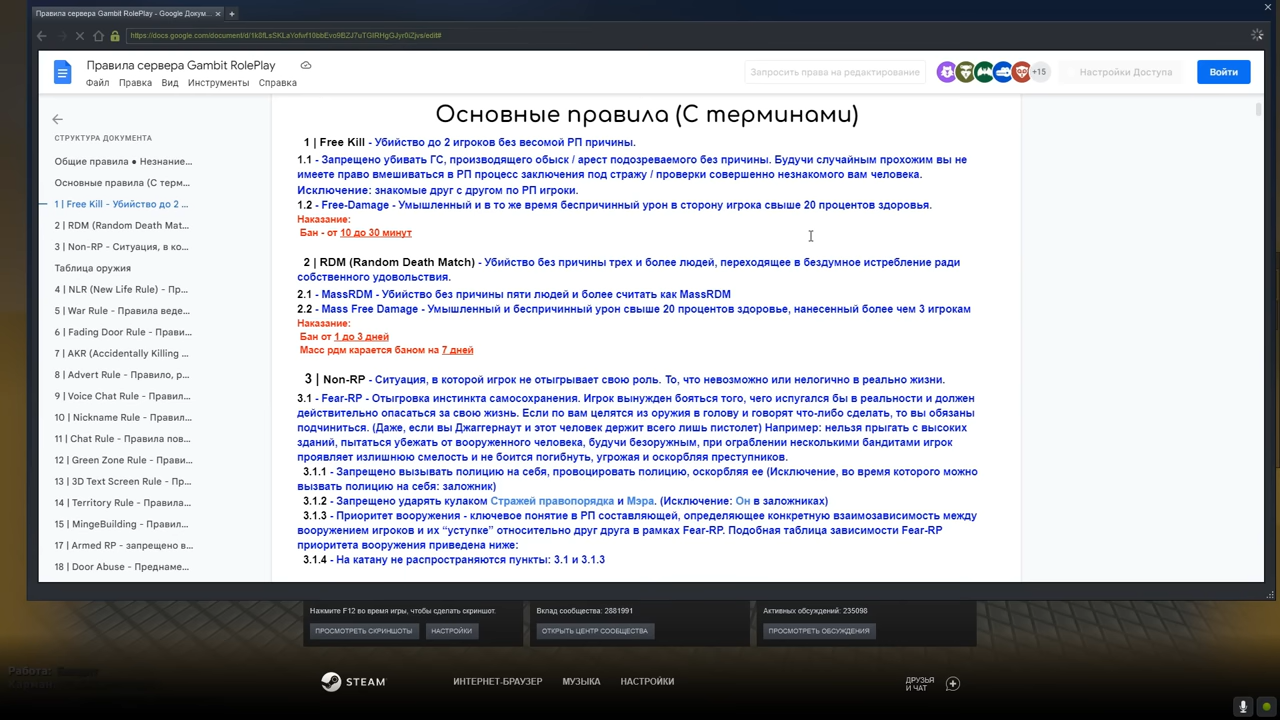 Правила сервера Gambit RolePlay - Google Докум...
Правила сервера Gambit RolePlay
Файл Правка Вид Инструменты Справка
Запросить права на редактирование
+15
Настройки Доступа
Войти
СТРУКТУРА ДОКУМЕНТА
Общие правила ● Незнание...
Основные правила (С терм...
1 | Free Kill - Убийство до 2 ...
2 | RDM (Random Death Mat...
3 | Non-RP - Ситуация, в ко...
Таблица оружия
4 | NLR (New Life Rule) - Пр...
5 | War Rule - Правила веде...
6 | Fading Door Rule - Прави...
7 | AKR (Accidentally Killing ...
8 | Advert Rule - Правило, р...
9 | Voice Chat Rule - Правил...
10 | Nickname Rule - Правил...
11 | Chat Rule - Правила пов...
12 | Green Zone Rule - Прави...
13 | 3D Text Screen Rule - Пр...
14 | Territory Rule - Правила...
15 | MingeBuilding - Правил...
17 | Armed RP - запрещено в...
18 | Door Abuse - Преднаме...
Основные правила (С терминами)
1 | Free Kill - Убийство до 2 игроков без весомой РП причины.
1.1 - Запрещено убивать ГС, производящего обыск / арест подозреваемого без причины. Будучи случайным прохожим вы не
имеете право вмешиваться в РП процесс заключения под стражу / проверки совершенно незнакомого вам человека.
Исключение: знакомые друг с другом по РП игроки.
1.2 - Free-Damage - Умышленный и в то же время беспричинный урон в сторону игрока свыше 20 процентов здоровья.
Наказание:
Бан - от 10 до 30 минут
2 | RDM (Random Death Match) - Убийство без причины трех и более людей, переходящее в бездумное истребление ради
собственного удовольствия.
2.1 - MassRDM - Убийство без причины пяти людей и более считать как MassRDM
2.2 - Mass Free Damage - Умышленный и беспричинный урон свыше 20 процентов здоровье, нанесенный более чем 3 игрокам
Наказание:
Бан от 1 до 3 дней
Масс рдм карается баном на 7 дней
3 | Non-RP - Ситуация, в которой игрок не отыгрывает свою роль. То, что невозможно или нелогично в реально жизни.
3.1 - Fear-RP - Отыгровка инстинкта самосохранения. Игрок вынужден бояться того, чего испугался бы в реальности и должен
действительно опасаться за свою жизнь. Если по вам целятся из оружия в голову и говорят что-либо сделать, то вы обязаны
подчиниться. (Даже, если вы Джаггернаут и этот человек держит всего лишь пистолет) Например: нельзя прыгать с высоких
зданий, пытаться убежать от вооруженного человека, будучи безоружным, при ограблении несколькими бандитами игрок
проявляет излишнюю смелость и не боится погибнуть, угрожая и оскорбляя преступников.
3.1.1 - Запрещено вызывать полицию на себя, провоцировать полицию, оскорбляя ее (Исключение, во время которого можно
вызвать полицию на себя: заложник)
3.1.2 - Запрещено ударять кулаком Стражей правопорядка и Мэра. (Исключение: Он в заложниках)
3.1.3 - Приоритет вооружения - ключевое понятие в РП составляющей, определяющее конкретную взаимозависимость между
вооружением игроков и их “уступке” относительно друг друга в рамках Fear-RP. Подобная таблица зависимости Fear-RP
приоритета вооружения приведена ниже:
3.1.4 - На катану не распространяются пункты: 3.1 и 3.1.3
Нажмите F12 во время игры, чтобы сделать скриншот.
ПРОСМОТРЕТЬ СКРИНШОТЫ НАСТРОЙКИ
Вклад сообщества: 2881991
ОТКРЫТЬ ЦЕНТР СООБЩЕСТВА
Активных обсуждений: 235098
ПРОСМОТРЕТЬ ОБСУЖДЕНИЯ
Работа:
STEAM
ИНТЕРНЕТ-БРАУЗЕР МУЗЫКА НАСТРОЙКИ
ДРУЗЬЯ
И ЧАТ